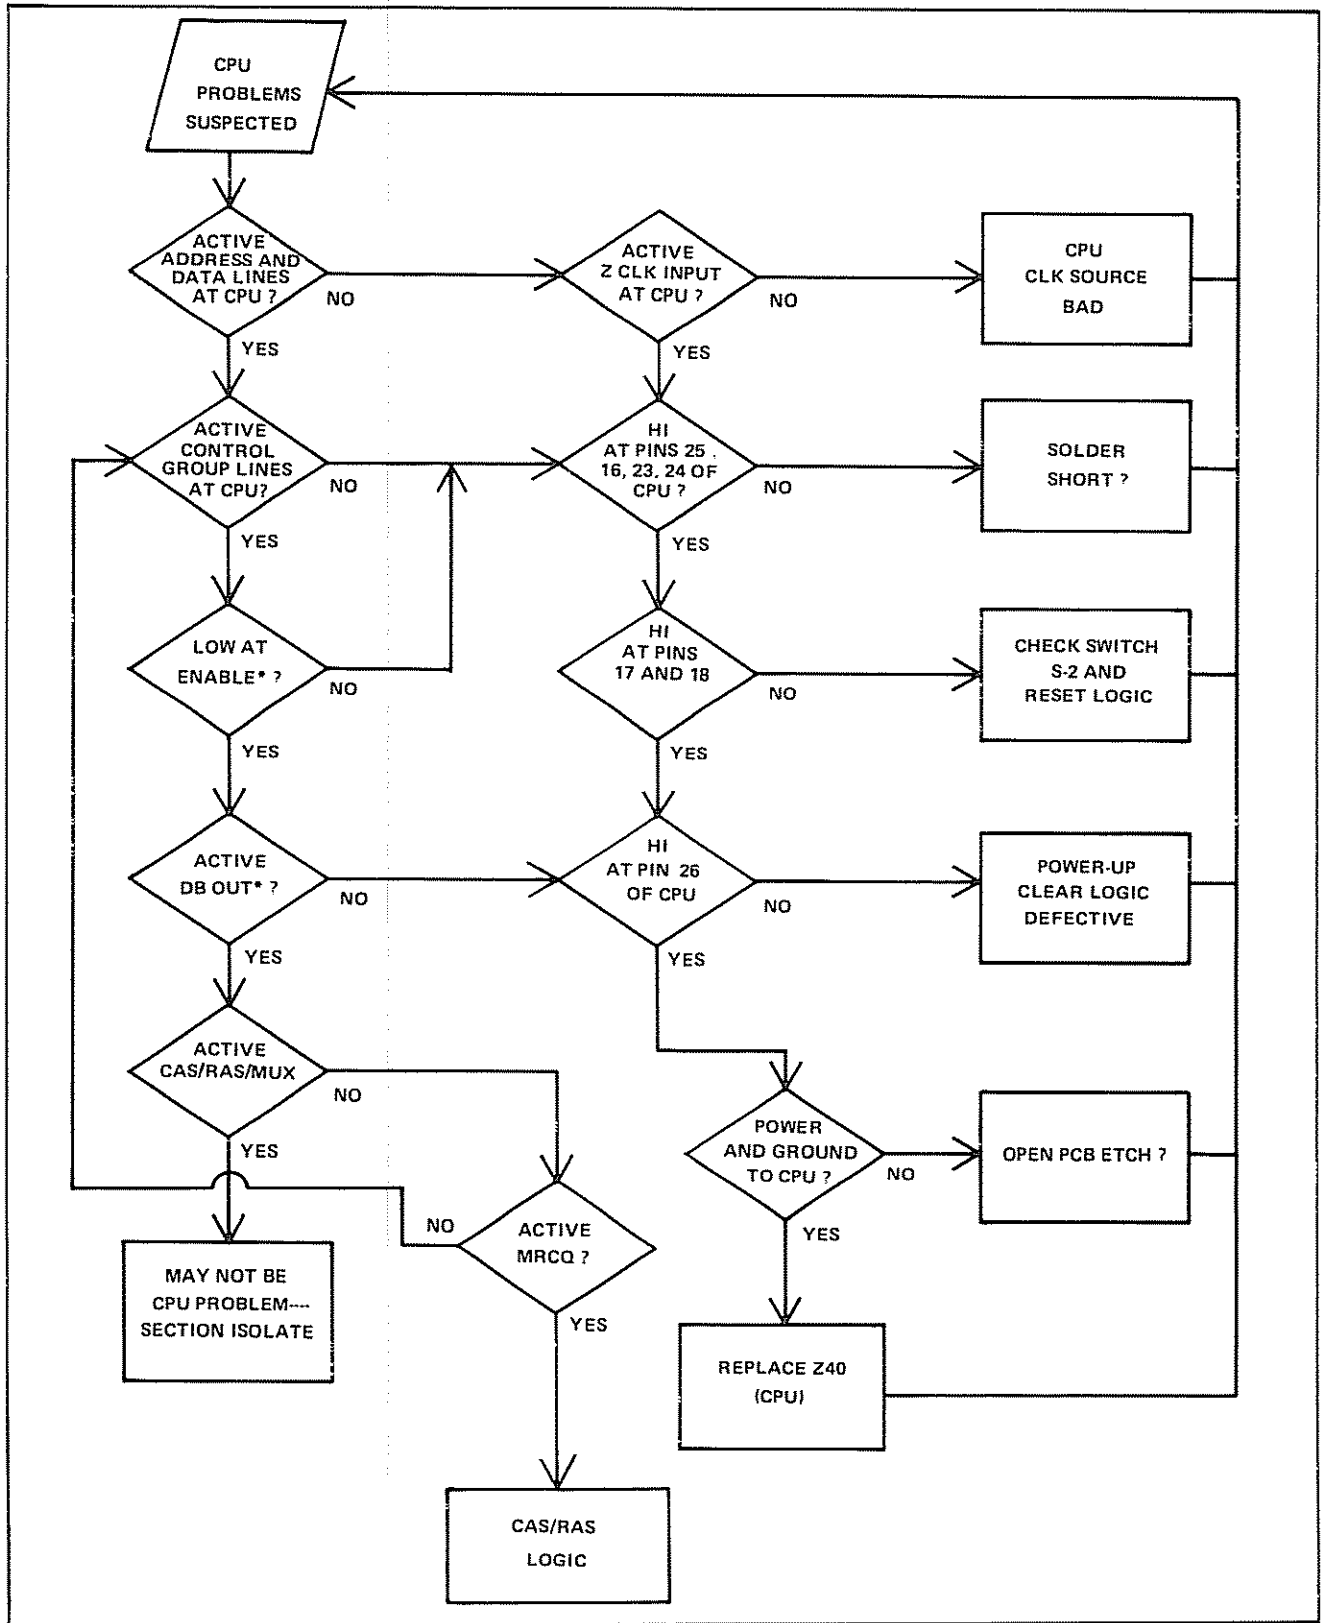 CPU
PROBLEMS
SUSPECTED
ACTIVE
ADDRESS AND
DATA LINES
AT CPU ?
NO
YES
ACTIVE
Z CLK INPUT
AT CPU ?
NO
YES
CPU
CLK SOURCE
BAD
ACTIVE
CONTROL
GROUP LINES
AT CPU?
NO
YES
HI
AT PINS 25 .
16, 23, 24 OF
CPU ?
NO
YES
SOLDER
SHORT ?
LOW AT
ENABLE* ?
NO
YES
HI
AT PINS
17 AND 18
NO
YES
CHECK SWITCH
S-2 AND
RESET LOGIC
ACTIVE
DB OUT* ?
NO
YES
HI
AT PIN 26
OF CPU
NO
YES
POWER-UP
CLEAR LOGIC
DEFECTIVE
ACTIVE
CAS/RAS/MUX
NO
YES
POWER
AND GROUND
TO CPU ?
NO
YES
OPEN PCB ETCH ?
MAY NOT BE
CPU PROBLEM----
SECTION ISOLATE
NO
ACTIVE
MRCQ ?
YES
REPLACE Z40
(CPU)
CAS/RAS
LOGIC